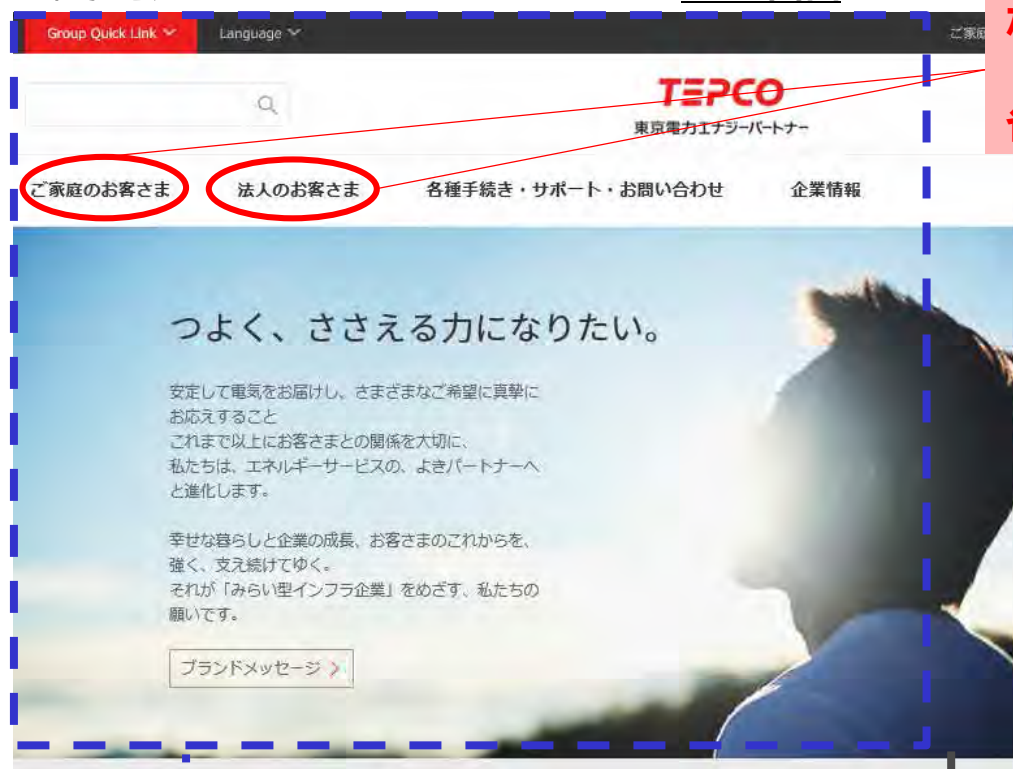 Group Quick Link
Language
ご家庭
TEPCO
東京電力エナジーパートナー
ご家庭のお客さま
法人のお客さま
各種手続き・サポート・お問い合わせ
企業情報
つよく、ささえる力になりたい。
安定して電気をお届けし、さまざまなご希望に真摯に
お応えすること
これまで以上にお客さまとの関係を大切に、
私たちは、エネルギーサービスの、よきパートナーへ
と進化します。
幸せな暮らしと企業の成長、お客さまのこれからを、
強く、支え続けてゆく。
それが「みらい型インフラ企業」をめざす、私たちの
願いです。
ブランドメッセージ